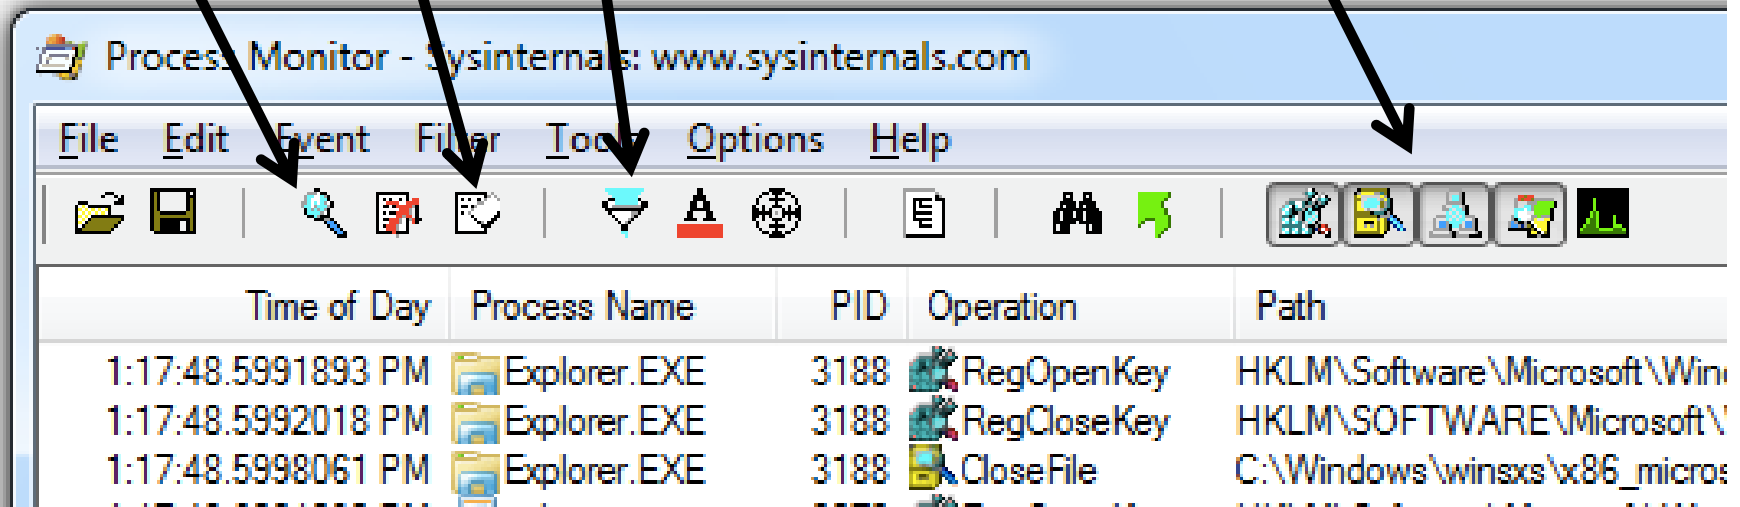 Process Monitor - Sysinternals: www.sysinternals.com
File Edit Event Filter Tools Options Help
Time of Day Process Name PID Operation Path
1:17:48.5991893 PM Explorer.EXE 3188 RegOpenKey HKLM\Software\Microsoft\Wind
1:17:48.5992018 PM Explorer.EXE 3188 RegCloseKey HKLM\SOFTWARE\Microsoft\
1:17:48.5998061 PM Explorer.EXE 3188 CloseFile C:\Windows\winsxs\x86_micros